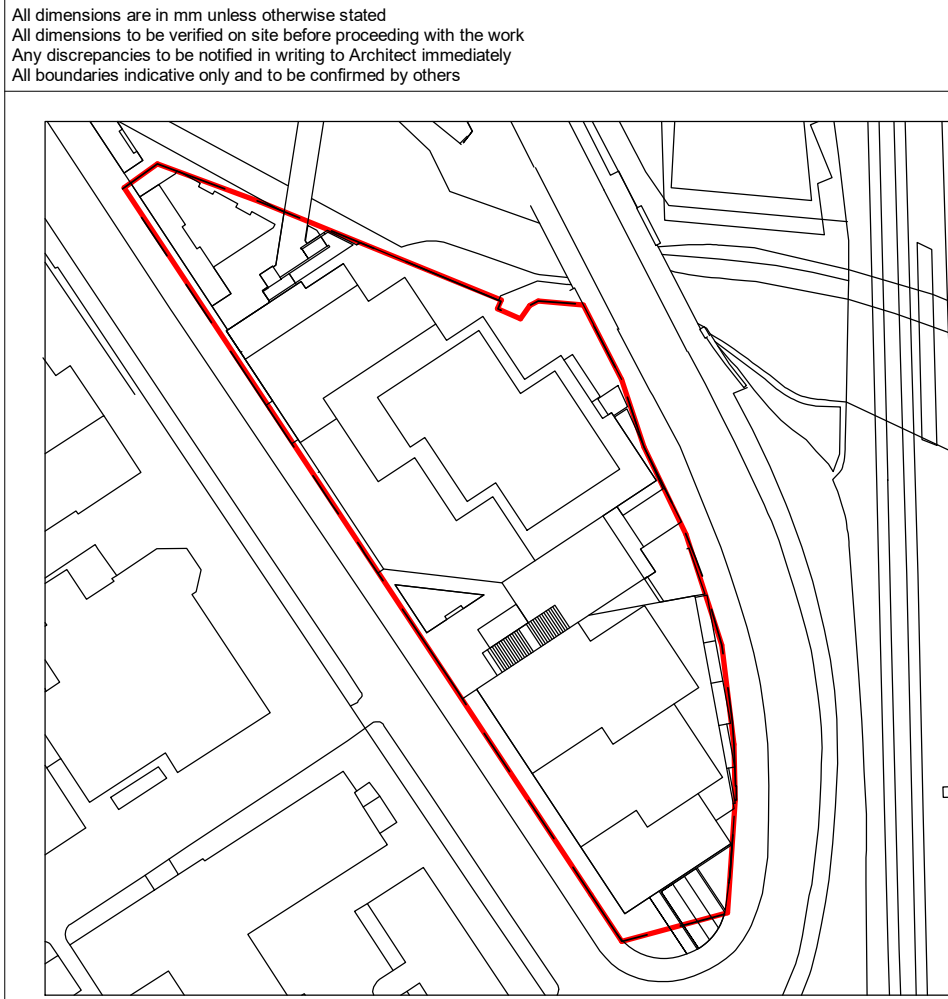 All dimensions are in mm unless otherwise stated
All dimensions to be verified on site before proceeding with the work
Any discrepancies to be notified in writing to Architect immediately
All boundaries indicative only and to be confirmed by others